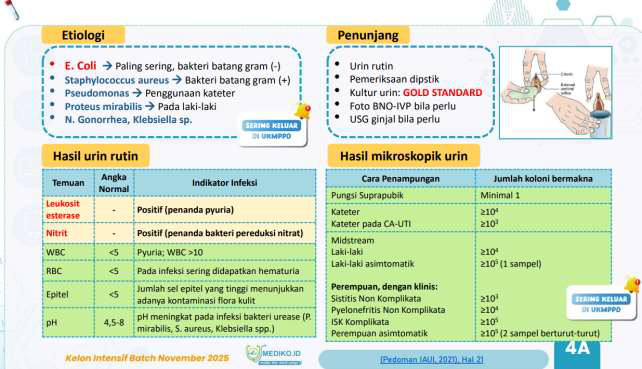 Etiologi
• E. Coli → Paling sering, bakteri batang gram (-)
• Staphylococcus aureus → Bakteri batang gram (+)
• Pseudomonas → Penggunaan kateter
• Proteus mirabilis → Pada laki-laki
• N. Gonorrhea, Klebsiella sp.
SERING KELUAR
DI UKMPPD
Penunjang
• Urin rutin
• Pemeriksaan dipstik
• Kultur urin: GOLD STANDARD
• Foto BNO-IVP bila perlu
• USG ginjal bila perlu
Hasil urin rutin
Temuan Angka Normal Indikator Infeksi
Leukosit esterase - Positif (penanda pyuria)
Nitrit - Positif (penanda bakteri pereduksi nitrat)
WBC <5 Pyuria; WBC >10
RBC <5 Pada infeksi sering didapatkan hematuria
Epitel <5 Jumlah sel epitel yang tinggi menunjukkan
adanya kontaminasi flora kulit
pH 4,5-8 pH meningkat pada infeksi bakteri urease (P.
mirabilis, S. aureus, Klebsiella spp.)
Hasil mikroskopik urin
Cara Penampungan Jumlah koloni bermakna
Pungsi Suprapubik Minimal 1
Kateter ≥10⁴
Kateter pada CA-UTI ≥10³
Midstream
Laki-laki ≥10⁴
Laki-laki asimtomatik ≥10⁵ (1 sampel)
Perempuan, dengan klinis:
Sistitis Non Komplikata ≥10³
Pyelonefritis Non Komplikata ≥10⁴
ISK Komplikata ≥10⁵
Perempuan asimtomatik ≥10⁵ (2 sampel berturut-turut)
SERING KELUAR
DI UKMPPD
4A
Kelon Intensif Batch November 2025
MEDIKO.ID
(Pedoman IAUI, 2021), Hal 21